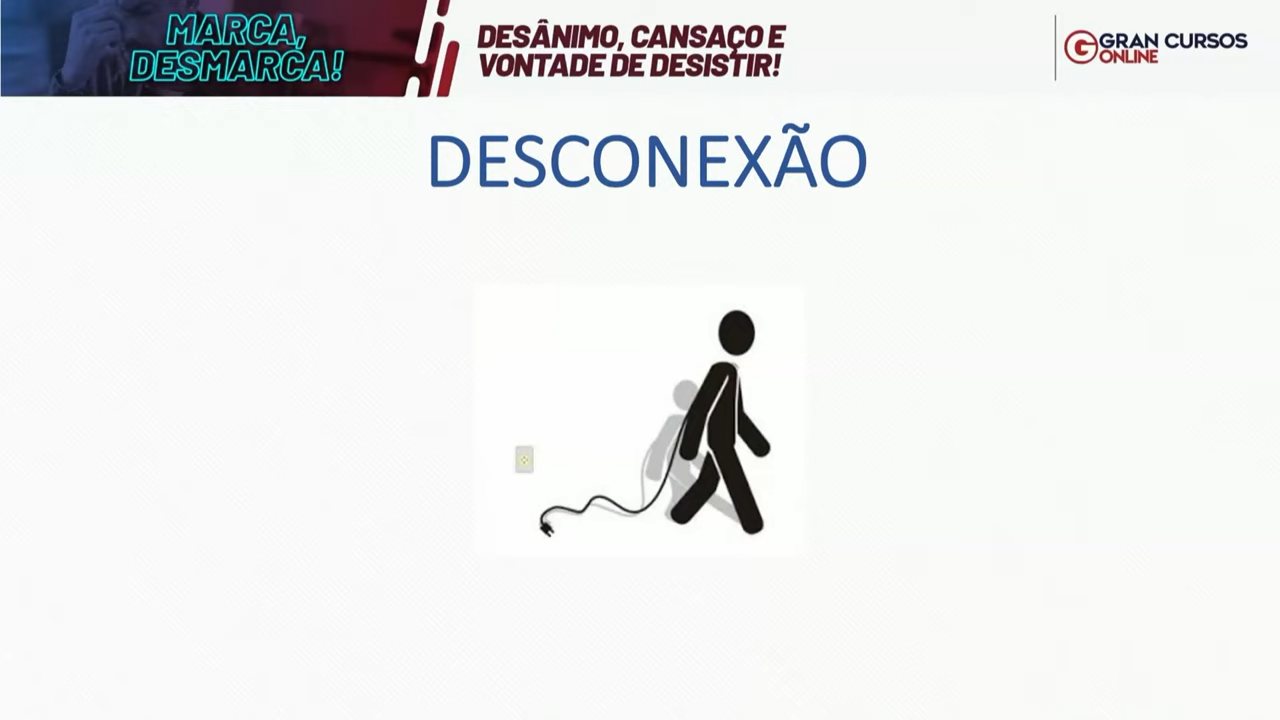 MARCA,
DESMARCA!
DESÂNIMO, CANSAÇO E
VONTADE DE DESISTIR!
GRAN CURSOS
ONLINE
DESCONEXÃO